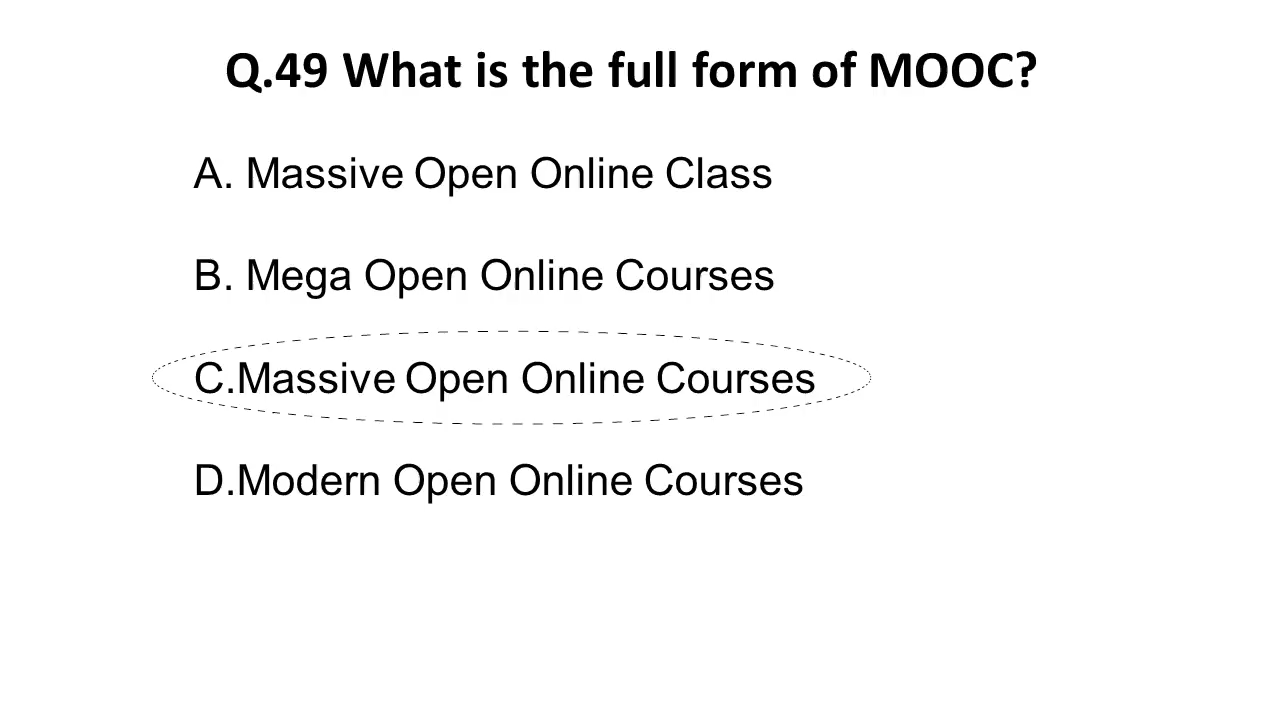 Q.49 What is the full form of MOOC?
A. Massive Open Online Class
B. Mega Open Online Courses
C.Massive Open Online Courses
D.Modern Open Online Courses